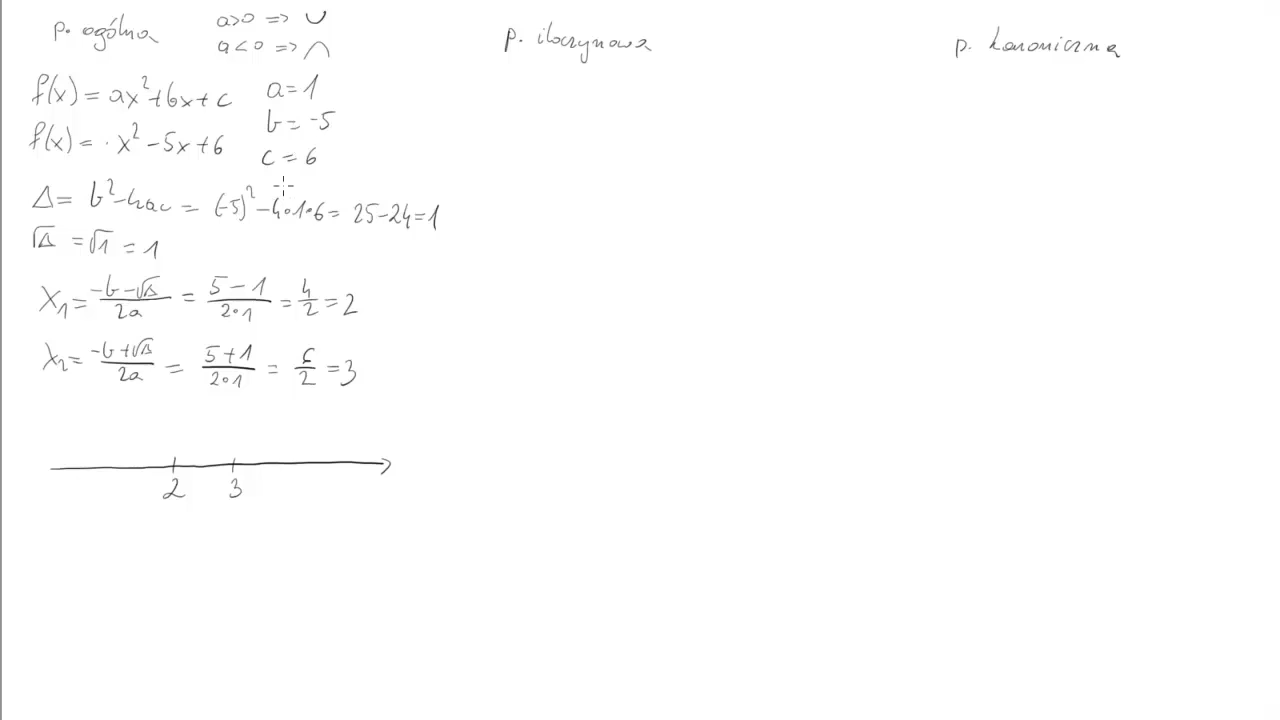 p. ogólna
a>0 => ∪
a<0 => ∩
f(x) = ax²+bx+c
f(x) = x² - 5x + 6
a = 1
b = -5
c = 6
Δ = b² - 4ac = (-5)² - 4·1·6 = 25 - 24 = 1
√Δ = √1 = 1
x₁ = (-b-√Δ)/2a = (5-1)/(2·1) = 4/2 = 2
x₂ = (-b+√Δ)/2a = (5+1)/(2·1) = 6/2 = 3
2 3
p. iloczynowa
p. kanoniczna